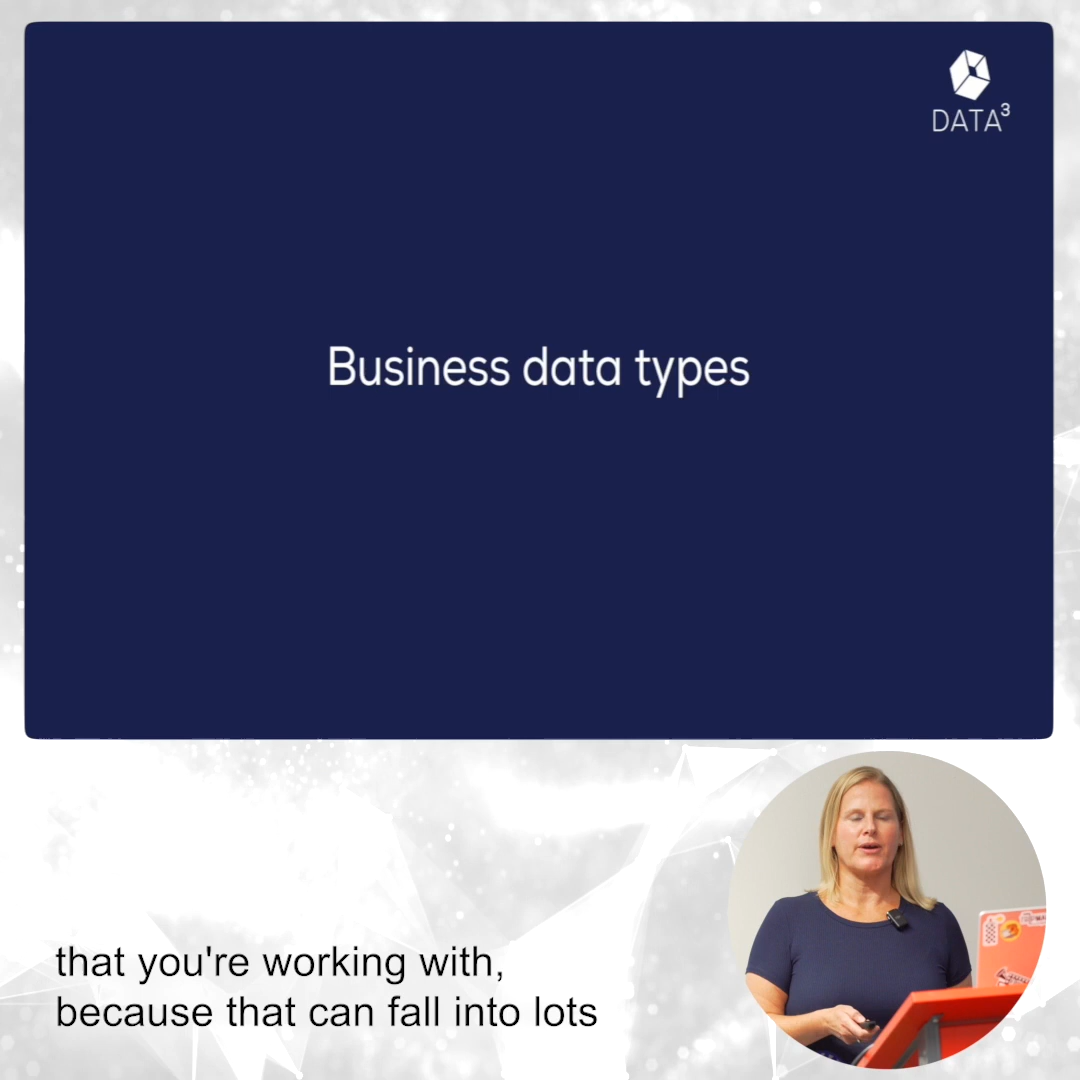 DATA³
Business data types
that you're working with,
because that can fall into lots